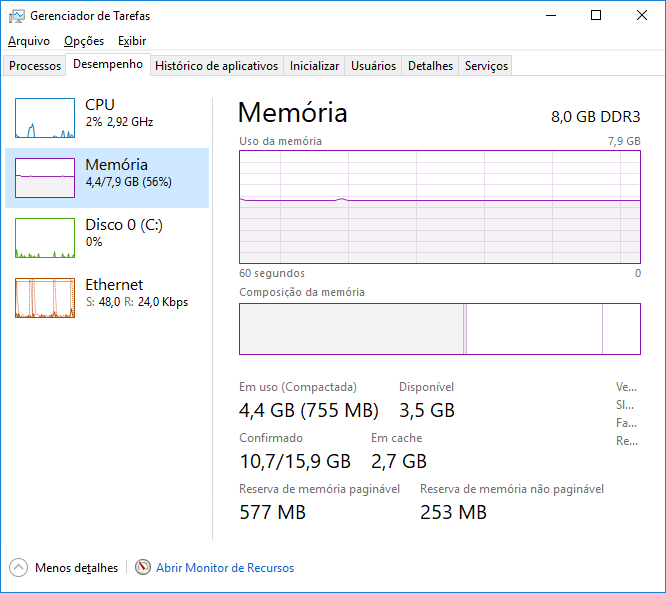 Gerenciador de Tarefas
Arquivo Opções Exibir
Processos Desempenho Histórico de aplicativos Inicializar Usuários Detalhes Serviços
CPU
2% 2,92 GHz
Memória
4,4/7,9 GB (56%)
Disco 0 (C:)
0%
Ethernet
S: 48,0 R: 24,0 Kbps
Memória 8,0 GB DDR3
Uso da memória 7,9 GB
60 segundos 0
Composição da memória
Em uso (Compactada) Disponível Ve...
4,4 GB (755 MB) 3,5 GB Sl...
Fa...
Confirmado Em cache Re...
10,7/15,9 GB 2,7 GB
Reserva de memória paginável Reserva de memória não paginável
577 MB 253 MB
Menos detalhes Abrir Monitor de Recursos